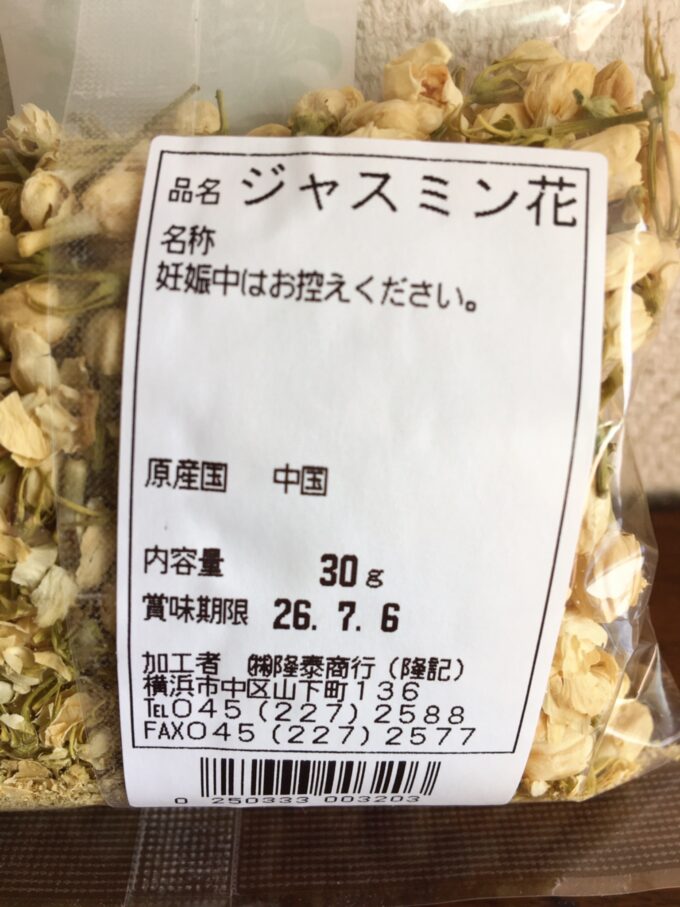 品名 ジャスミン花
名称
妊娠中はお控えください。
原産国 中国
内容量 30g
賞味期限 26.7.6
加工者 ㈱隆泰商行(隆記)
横浜市中区山下町136
℡045(227)2588
FAX045(227)2577
0 250333 003203